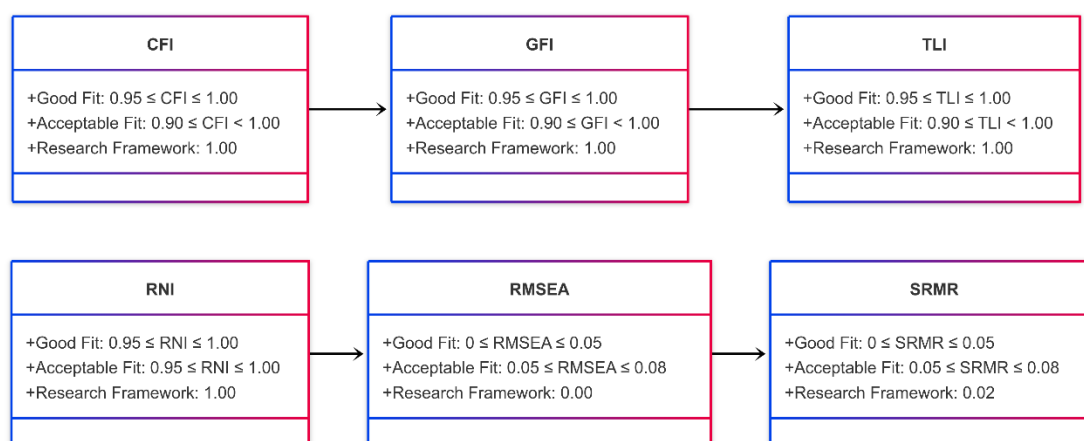 CFI
+Good Fit: 0.95 ≤ CFI ≤ 1.00
+Acceptable Fit: 0.90 ≤ CFI < 1.00
+Research Framework: 1.00
GFI
+Good Fit: 0.95 ≤ GFI ≤ 1.00
+Acceptable Fit: 0.90 ≤ GFI < 1.00
+Research Framework: 1.00
TLI
+Good Fit: 0.95 ≤ TLI ≤ 1.00
+Acceptable Fit: 0.90 ≤ TLI < 1.00
+Research Framework: 1.00
RNI
+Good Fit: 0.95 ≤ RNI ≤ 1.00
+Acceptable Fit: 0.95 ≤ RNI ≤ 1.00
+Research Framework: 1.00
RMSEA
+Good Fit: 0 ≤ RMSEA ≤ 0.05
+Acceptable Fit: 0.05 ≤ RMSEA ≤ 0.08
+Research Framework: 0.00
SRMR
+Good Fit: 0 ≤ SRMR ≤ 0.05
+Acceptable Fit: 0.05 ≤ SRMR ≤ 0.08
+Research Framework: 0.02